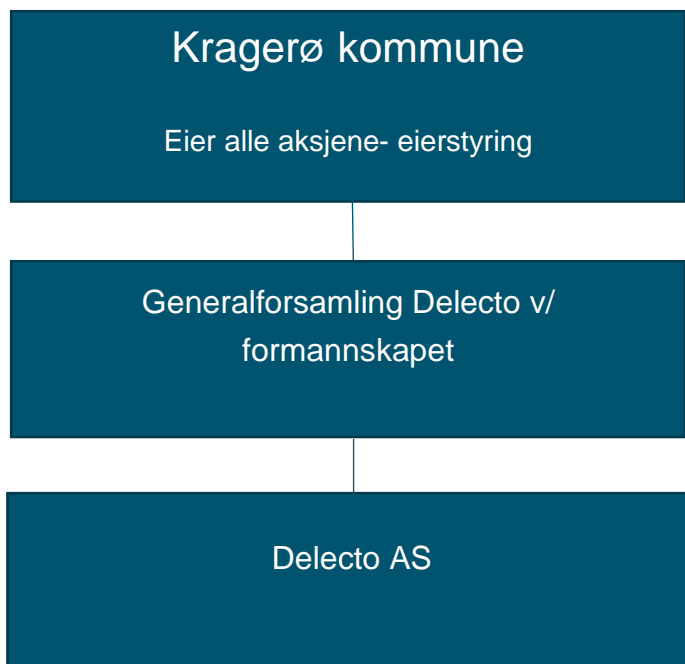 Kragerø kommune
Eier alle aksjene- eierstyring
Generalforsamling Delecto v/
formannskapet
Delecto AS